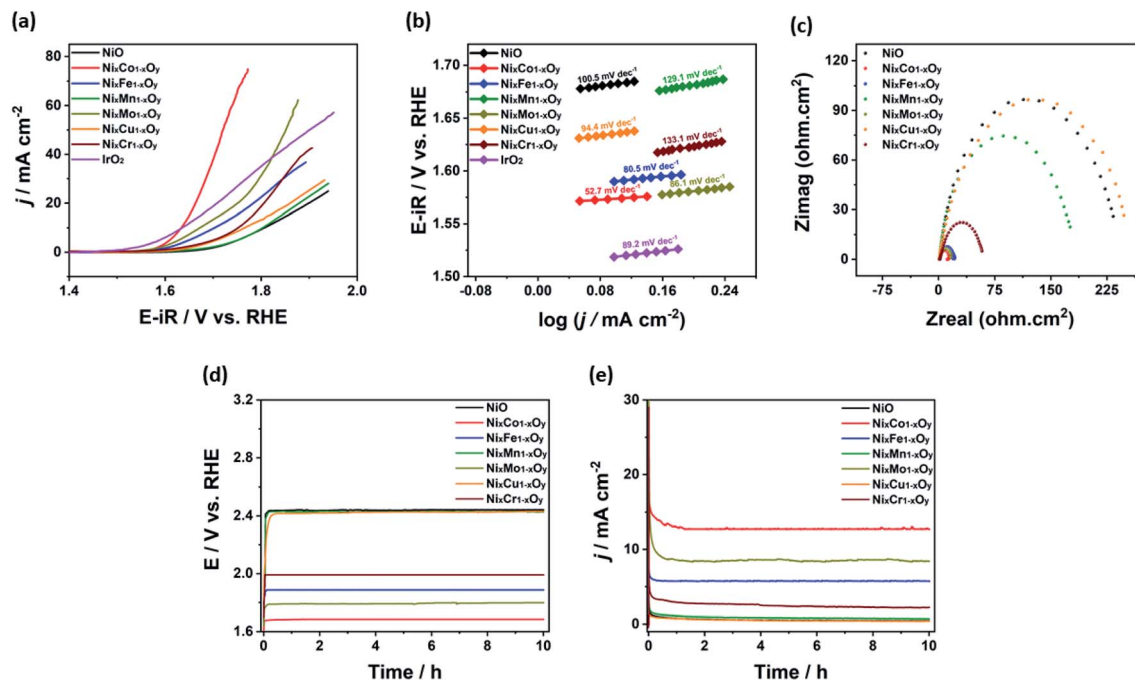 (a)
NiO
NixCo1-xOy
NixFe1-xOy
NixMn1-xOy
NixMo1-xOy
NixCu1-xOy
NixCr1-xOy
IrO2
80
60
40
20
0
1.4
1.6
1.8
2.0
j / mA cm-2
E-iR / V vs. RHE
(b)
NiO
NixCo1-xOy
NixFe1-xOy
NixMn1-xOy
NixMo1-xOy
NixCu1-xOy
NixCr1-xOy
IrO2
100.5 mV dec-1
129.1 mV dec-1
94.4 mV dec-1
133.1 mV dec-1
80.5 mV dec-1
52.7 mV dec-1
86.1 mV dec-1
89.2 mV dec-1
1.70
1.65
1.60
1.55
1.50
-0.08
0.00
0.08
0.16
0.24
E-iR / V vs. RHE
log (j / mA cm-2)
(c)
NiO
NixCo1-xOy
NixFe1-xOy
NixMn1-xOy
NixMo1-xOy
NixCu1-xOy
NixCr1-xOy
120
90
60
30
0
-75
0
75
150
225
Zimag (ohm.cm2)
Zreal (ohm.cm2)
(d)
NiO
NixCo1-xOy
NixFe1-xOy
NixMn1-xOy
NixMo1-xOy
NixCu1-xOy
NixCr1-xOy
3.2
2.8
2.4
2.0
1.6
0
2
4
6
8
10
E / V vs. RHE
Time / h
(e)
NiO
NixCo1-xOy
NixFe1-xOy
NixMn1-xOy
NixMo1-xOy
NixCu1-xOy
NixCr1-xOy
30
20
10
0
0
2
4
6
8
10
j / mA cm-2
Time / h